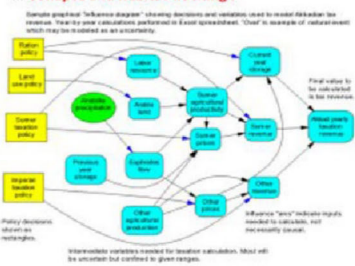 Sample graphical "influence diagram" showing decisions and variables used to model Akkadian tax
revenue. Year by year calculations performed in Excel spreadsheet. "Oval" is example of natural event
which may be modeled as an uncertainty.
Ration
policy
Land
use policy
Sumer
taxation
policy
Imperial
taxation
policy
Labor
resource
Anatolia
precipitation
Arable
land
Previous
year
storage
Euphrates
flow
Other
agricultural
production
Sumer
agricultural
productivity
Sumer
prices
Other
prices
Current
year
storage
Sumer
revenue
Other
revenue
Final value to
be calculated
is tax revenue.
Annual yearly
taxation
revenue
Policy decisions
shown as
rectangles.
Influence "arcs" indicate inputs
needed to calculate, not
necessarily causal.
Intermediate variables needed for taxation calculation. Most will
be uncertain but confined to given ranges.